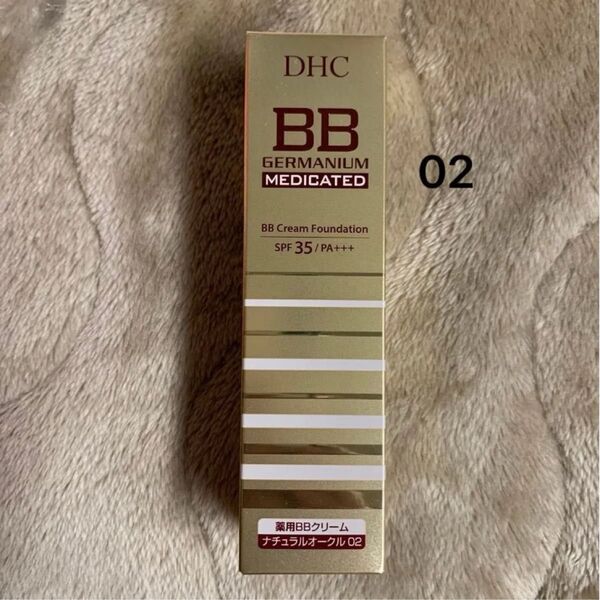 DHC
BB
GERMANIUM
MEDICATED
02
BB Cream Foundation
SPF 35 / PA+++
薬用BBクリーム
ナチュラルオークル 02